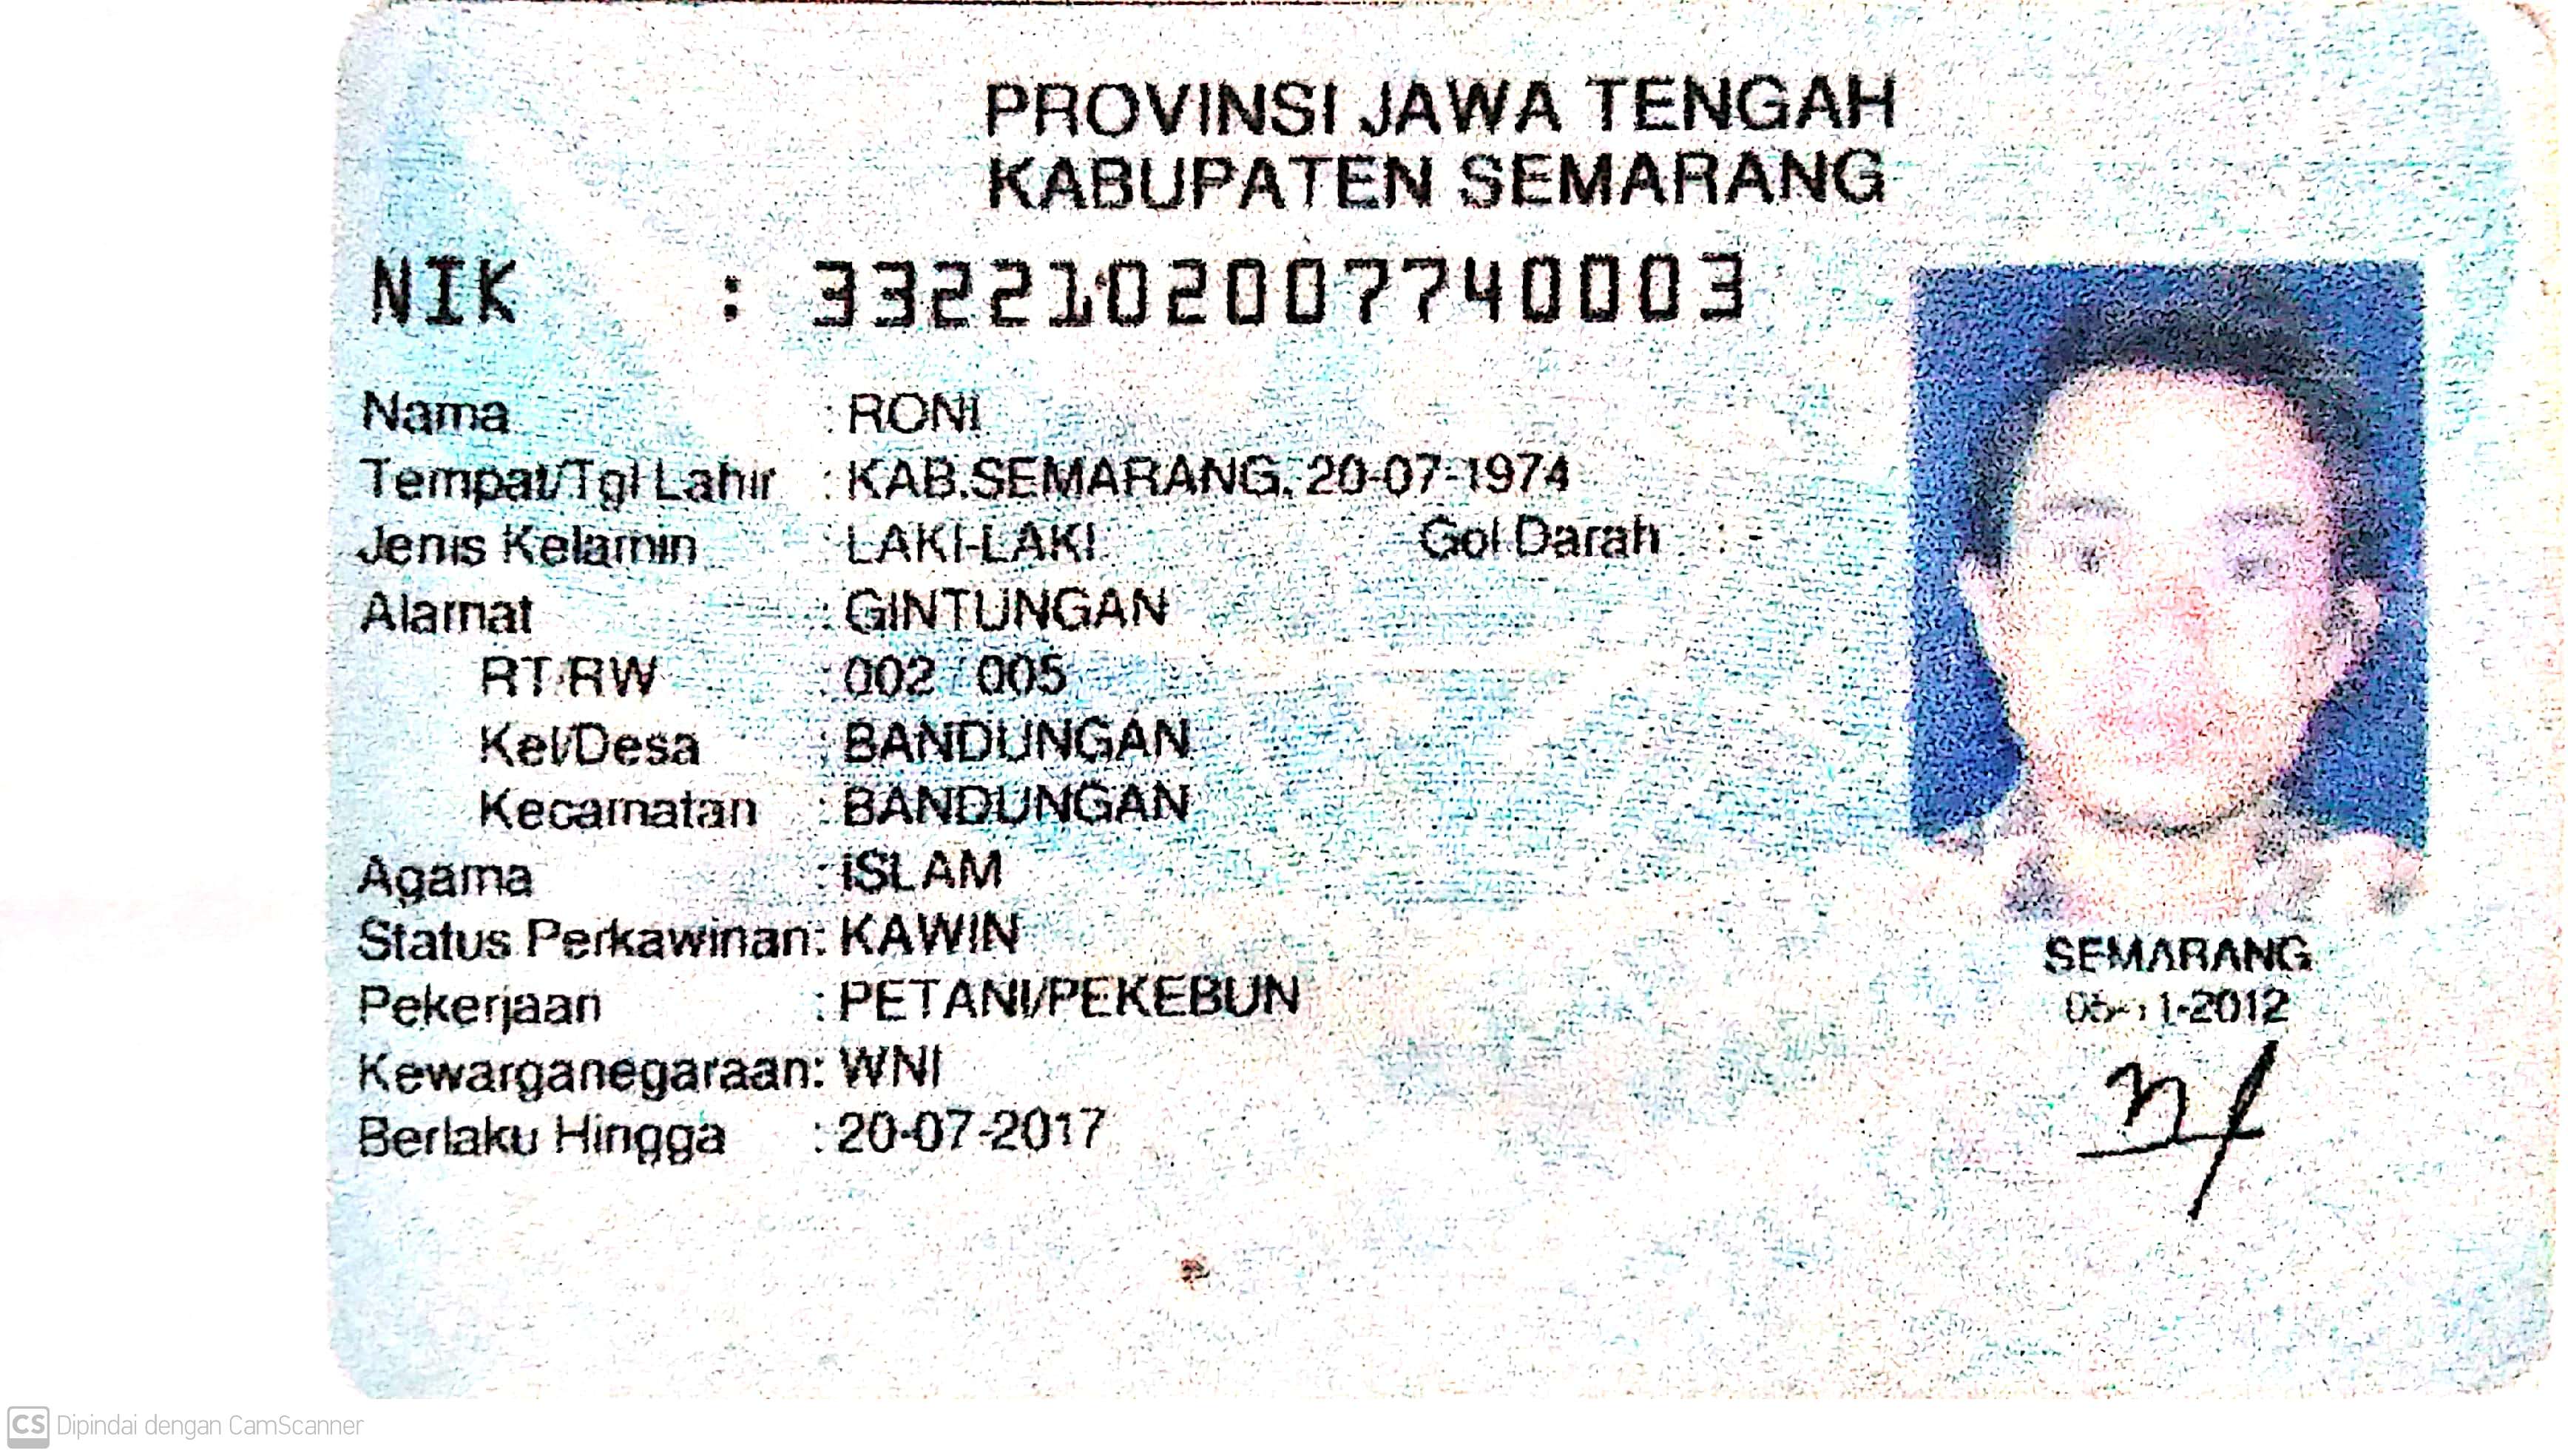 PROVINSI JAWA TENGAH
KABUPATEN SEMARANG
NIK : 3322102007740003
Nama : RONI
Tempat/Tgl Lahir : KAB.SEMARANG, 20-07-1974
Jenis Kelamin : LAKI-LAKI Gol Darah : -
Alamat : GINTUNGAN
RT/RW : 002 / 005
Kel/Desa : BANDUNGAN
Kecamatan : BANDUNGAN
Agama : ISLAM
Status Perkawinan: KAWIN
Pekerjaan : PETANI/PEKEBUN
Kewarganegaraan: WNI
Berlaku Hingga : 20-07-2017
SEMARANG
05-11-2012
CS Dipindai dengan CamScanner